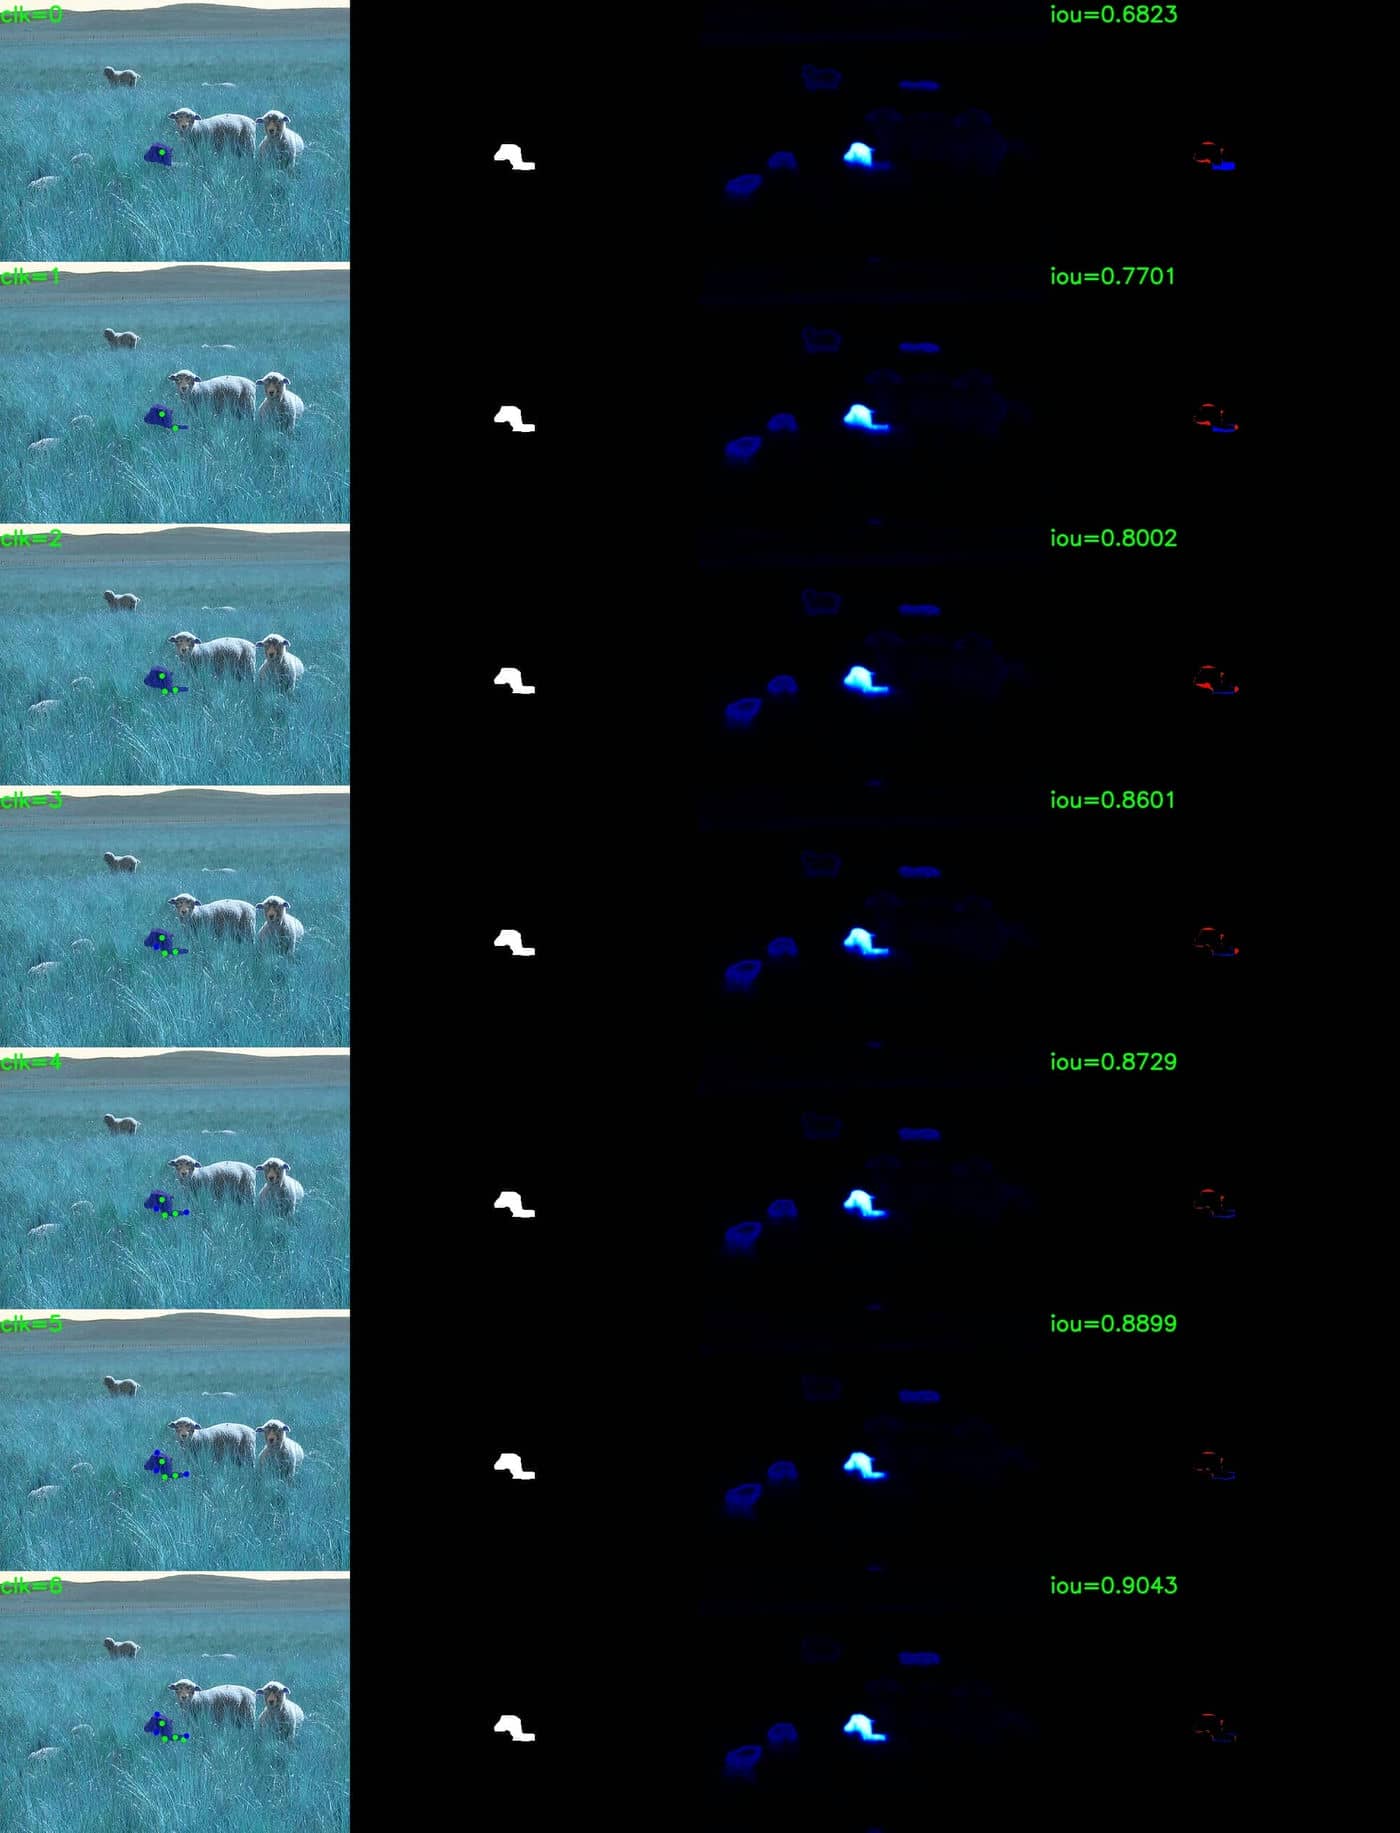 clk=0 iou=0.6823
clk=1 iou=0.7701
clk=2 iou=0.8002
clk=3 iou=0.8601
clk=4 iou=0.8729
clk=5 iou=0.8899
clk=6 iou=0.9043